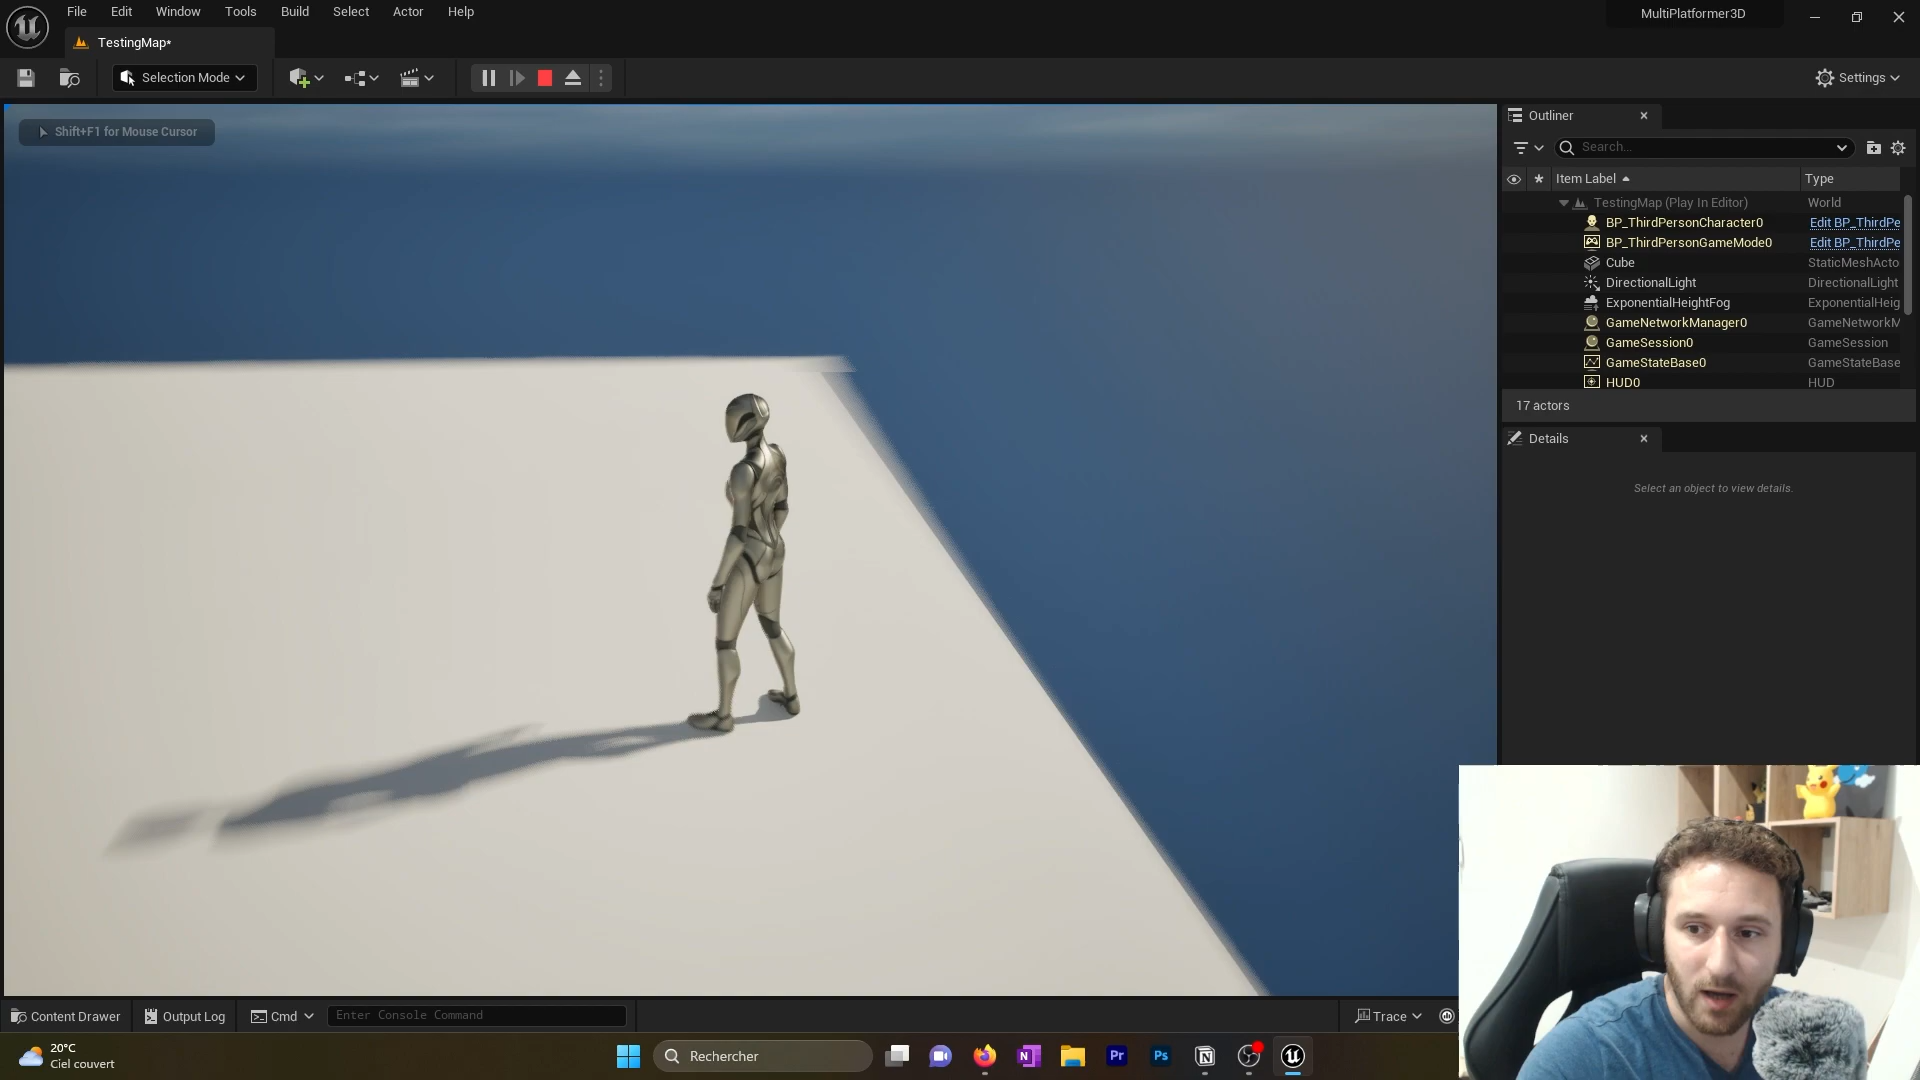 File Edit Window Tools Build Select Actor Help
MultiPlatformer3D
TestingMap*
Selection Mode
Settings
Shift+F1 for Mouse Cursor
Outliner
Search...
Item Label Type
TestingMap (Play In Editor) World
BP_ThirdPersonCharacter0 Edit BP_ThirdPe
BP_ThirdPersonGameMode0 Edit BP_ThirdPe
Cube StaticMeshActo
DirectionalLight DirectionalLight
ExponentialHeightFog ExponentialHeig
GameNetworkManager0 GameNetworkM
GameSession0 GameSession
GameStateBase0 GameStateBase
HUD0 HUD
17 actors
Details
Select an object to view details.
Content Drawer Output Log Cmd Enter Console Command Trace
20°C
Ciel couvert
Rechercher
N
Pr
Ps